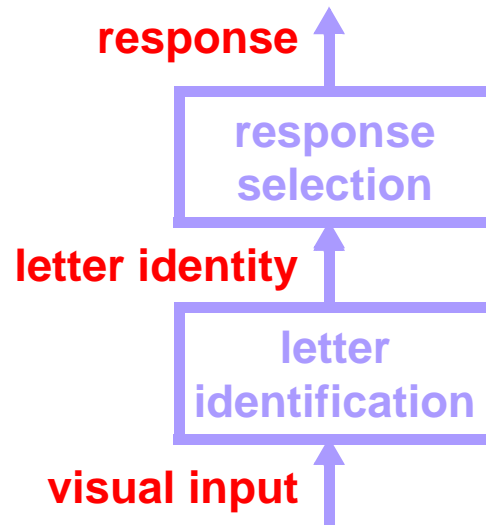 response
response
selection
letter identity
letter
identification
visual input